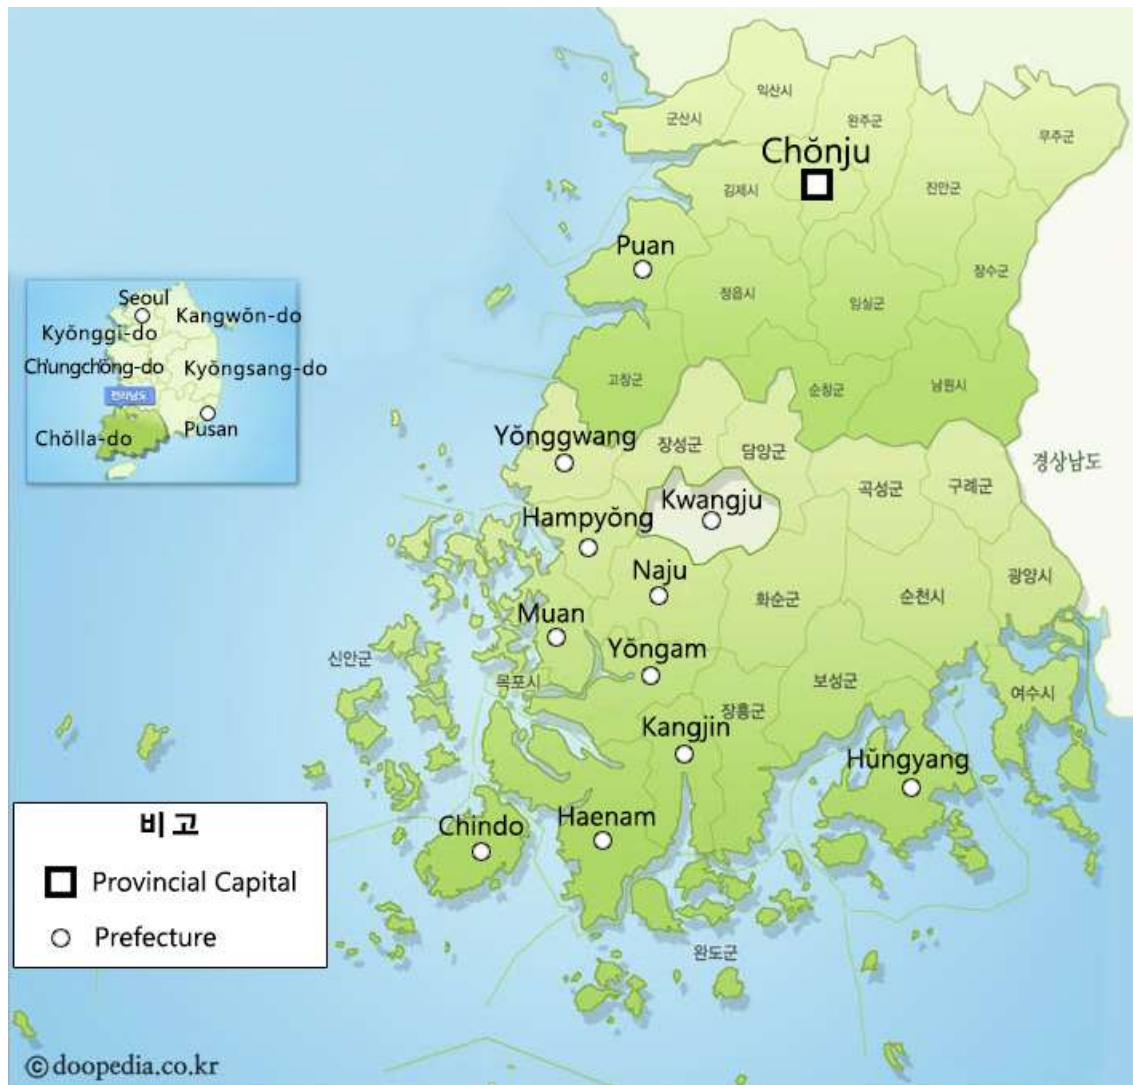 익산시
군산시
완주군
무주군
Chŏnju
김제시
진안군
Puan
장수군
정읍시
임실군
Seoul
Kangwŏn-do
Kyŏnggi-do
Ch'ungchŏng-do
Kyŏngsang-do
전라남도
Pusan
Chŏlla-do
고창군
순창군
남원시
Yŏnggwang
장성군
담양군
경상남도
곡성군
구례군
Kwangju
Hampyŏng
Naju
광양시
화순군
순천시
Muan
Yŏngam
신안군
목포시
보성군
여수시
장흥군
Kangjin
Hŭngyang
Chindo
Haenam
비 고
Provincial Capital
Prefecture
완도군
©doopedia.co.kr